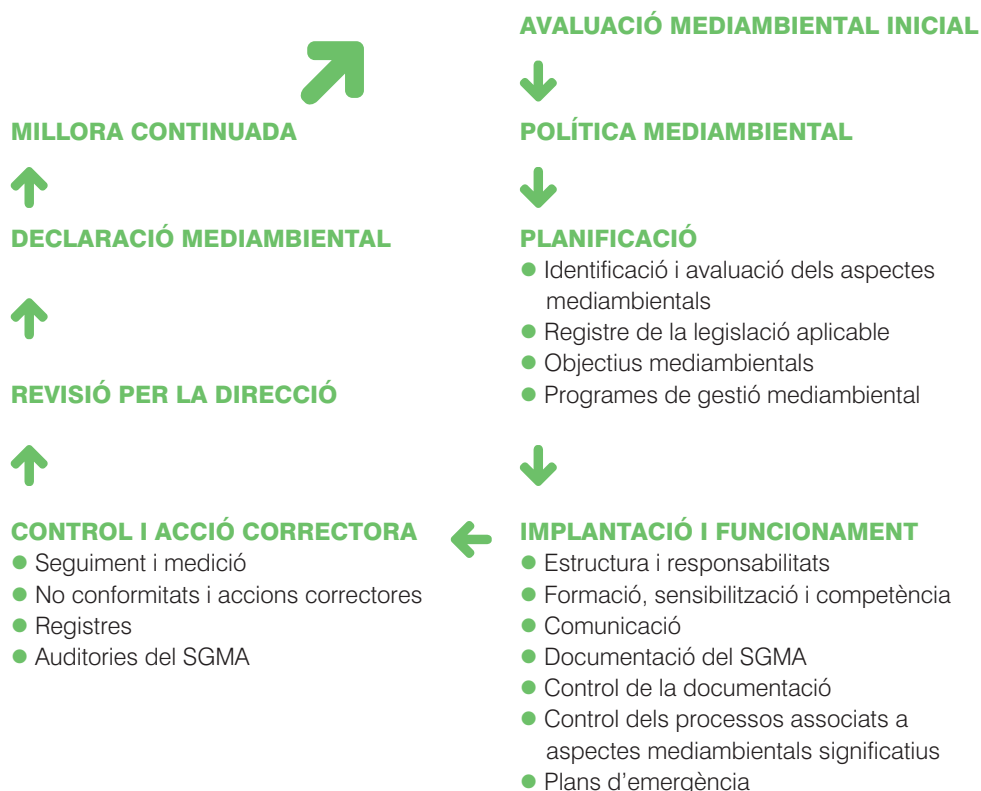 AVALUACIÓ MEDIAMBIENTAL INICIAL
POLÍTICA MEDIAMBIENTAL
PLANIFICACIÓ
● Identificació i avaluació dels aspectes
mediambientals
● Registre de la legislació aplicable
● Objectius mediambientals
● Programes de gestió mediambiental
IMPLANTACIÓ I FUNCIONAMENT
● Estructura i responsabilitats
● Formació, sensibilització i competència
● Comunicació
● Documentació del SGMA
● Control de la documentació
● Control dels processos associats a
aspectes mediambientals significatius
● Plans d’emergència
CONTROL I ACCIÓ CORRECTORA
● Seguiment i medició
● No conformitats i accions correctores
● Registres
● Auditories del SGMA
REVISIÓ PER LA DIRECCIÓ
DECLARACIÓ MEDIAMBIENTAL
MILLORA CONTINUADA